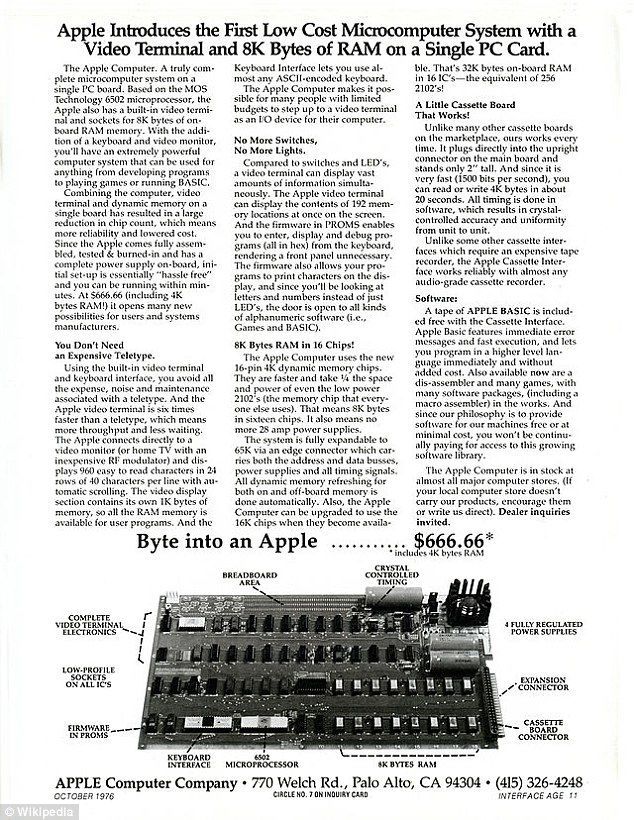 Apple Introduces the First Low Cost Microcomputer System with a
Video Terminal and 8K Bytes of RAM on a Single PC Card.
The Apple Computer. A truly com-
plete microcomputer system on a
single PC board. Based on the MOS
Technology 6502 microprocessor, the
Apple also has a built-in video termi-
nal and sockets for 8K bytes of on-
board RAM memory. With the addi-
tion of a keyboard and video monitor,
you'll have an extremely powerful
computer system that can be used for
anything from developing programs
to playing games or running BASIC.
Combining the computer, video
terminal and dynamic memory on a
single board has resulted in a large
reduction in chip count, which means
more reliability and lowered cost.
Since the Apple comes fully assem-
bled, tested & burned-in and has a
complete power supply on-board, ini-
tial set-up is essentially "hassle free"
and you can be running within min-
utes. At $666.66 (including 4K
bytes RAM!) it opens many new
possibilities for users and systems
manufacturers.
You Don't Need
an Expensive Teletype.
Using the built-in video terminal
and keyboard interface, you avoid all
the expense, noise and maintenance
associated with a teletype. And the
Apple video terminal is six times
faster than a teletype, which means
more throughput and less waiting.
The Apple connects directly to a
video monitor (or home TV with an
inexpensive RF modulator) and dis-
plays 960 easy to read characters in 24
rows of 40 characters per line with au-
tomatic scrolling. The video display
section contains its own 1K bytes of
memory, so all the RAM memory is
available for user programs. And the
Keyboard Interface lets you use al-
most any ASCII-encoded keyboard.
The Apple Computer makes it pos-
sible for many people with limited
budgets to step up to a video terminal
as an I/O device for their computer.
No More Switches,
No More Lights.
Compared to switches and LED's,
a video terminal can display vast
amounts of information simulta-
neously. The Apple video terminal
can display the contents of 192 mem-
ory locations at once on the screen.
And the firmware in PROMS enables
you to enter, display and debug pro-
grams (all in hex) from the keyboard,
rendering a front panel unnecessary.
The firmware also allows your pro-
grams to print characters on the dis-
play, and since you'll be looking at
letters and numbers instead of just
LED's, the door is open to all kinds
of alphanumeric software (i.e.,
Games and BASIC).
8K Bytes RAM in 16 Chips!
The Apple Computer uses the new
16-pin 4K dynamic memory chips.
They are faster and take ¼ the space
and power of even the low power
2102's (the memory chip that every-
one else uses). That means 8K bytes
in sixteen chips. It also means no
more 28 amp power supplies.
The system is fully expandable to
65K via an edge connector which car-
ries both the address and data busses,
power supplies and all timing signals.
All dynamic memory refreshing for
both on and off-board memory is
done automatically. Also, the Apple
Computer can be upgraded to use the
16K chips when they become availa-
ble. That's 32K bytes on-board RAM
in 16 IC's—the equivalent of 256
2102's!
A Little Cassette Board
That Works!
Unlike many other cassette boards
on the marketplace, ours works every
time. It plugs directly into the upright
connector on the main board and
stands only 2" tall. And since it is
very fast (1500 bits per second), you
can read or write 4K bytes in about
20 seconds. All timing is done in
software, which results in crystal-
controlled accuracy and uniformity
from unit to unit.
Unlike some other cassette inter-
faces which require an expensive tape
recorder, the Apple Cassette Inter-
face works reliably with almost any
audio-grade cassette recorder.
Software:
A tape of APPLE BASIC is includ-
ed free with the Cassette Interface.
Apple Basic features immediate error
messages and fast execution, and lets
you program in a higher level lan-
guage immediately and without
added cost. Also available now are a
dis-assembler and many games, with
many software packages, (including a
macro assembler) in the works. And
since our philosophy is to provide
software for our machines free or at
minimal cost, you won't be continu-
ally paying for access to this growing
software library.
The Apple Computer is in stock at
almost all major computer stores. (If
your local computer store doesn't
carry our products, encourage them
or write us direct). Dealer inquiries
invited.
Byte into an Apple ........... $666.66*
* includes 4K bytes RAM
BREADBOARD
AREA
CRYSTAL
CONTROLLED
TIMING
COMPLETE
VIDEO TERMINAL
ELECTRONICS
4 FULLY REGULATED
POWER SUPPLIES
LOW-PROFILE
SOCKETS
ON ALL IC'S
EXPANSION
CONNECTOR
FIRMWARE
IN PROMS
CASSETTE
BOARD
CONNECTOR
KEYBOARD
INTERFACE
6502
MICROPROCESSOR
8K BYTES RAM
APPLE Computer Company • 770 Welch Rd., Palo Alto, CA 94304 • (415) 326-4248
OCTOBER 1976
CIRCLE NO. 7 ON INQUIRY CARD
INTERFACE AGE 11
© Wikipedia